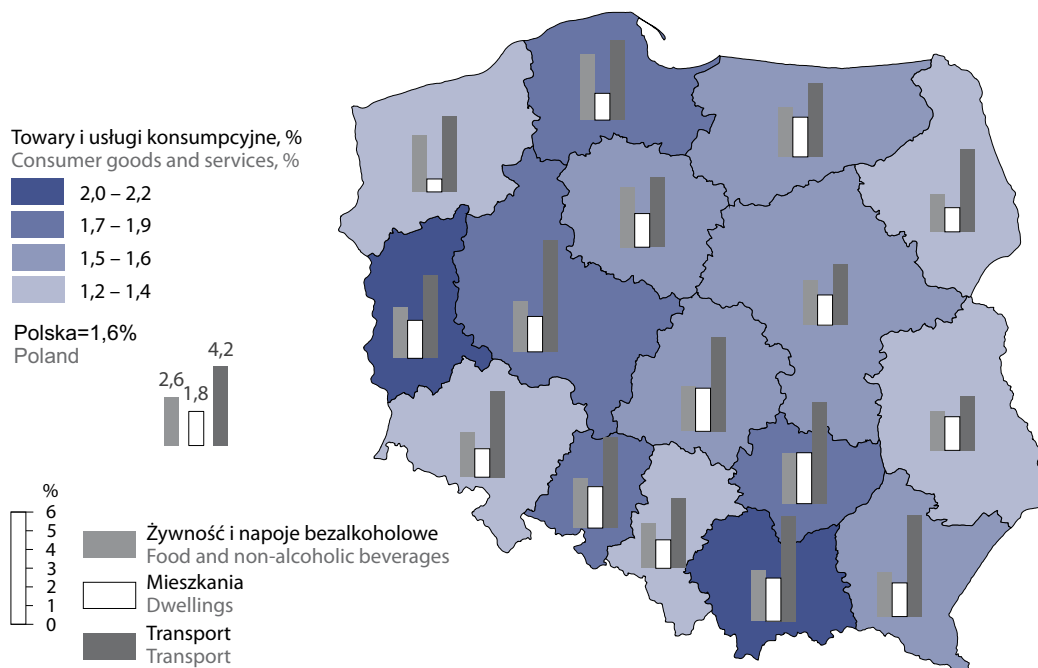 Towary i usługi konsumpcyjne, %
Consumer goods and services, %
2,0 – 2,2
1,7 – 1,9
1,5 – 1,6
1,2 – 1,4
Polska=1,6%
Poland
4,2
2,6
1,8
%
6
5
4
3
2
1
0
Żywność i napoje bezalkoholowe
Food and non-alcoholic beverages
Mieszkania
Dwellings
Transport
Transport